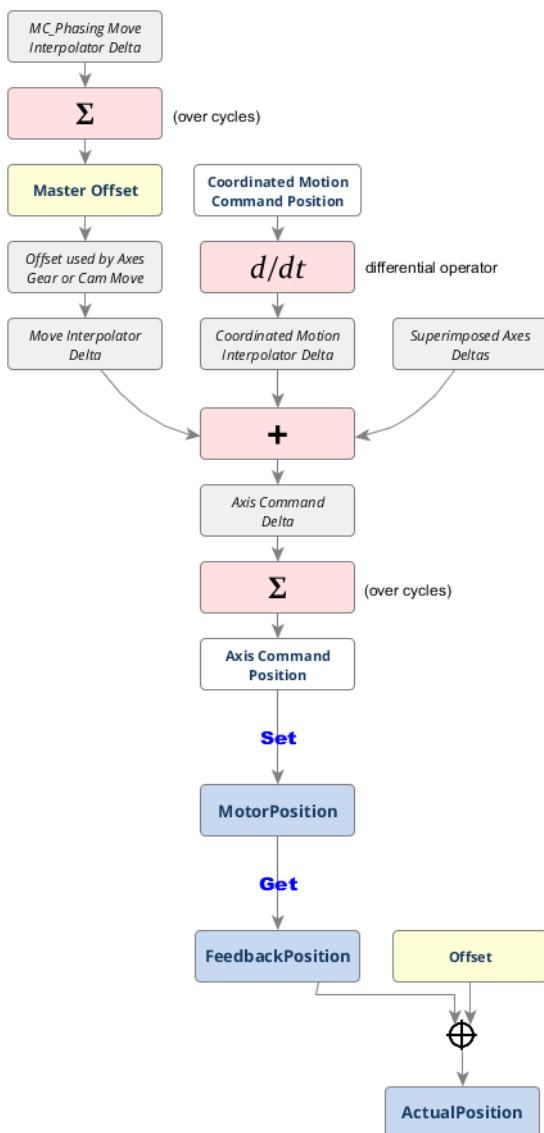 MC_Phasing Move
Interpolator Delta
Σ
(over cycles)
Master Offset
Coordinated Motion
Command Position
Offset used by Axes
Gear or Cam Move
d/dt
differential operator
Move Interpolator
Delta
Coordinated Motion
Interpolator Delta
Superimposed Axes
Deltas
+
Axis Command
Delta
Σ
(over cycles)
Axis Command
Position
Set
MotorPosition
Get
FeedbackPosition
Offset
ActualPosition